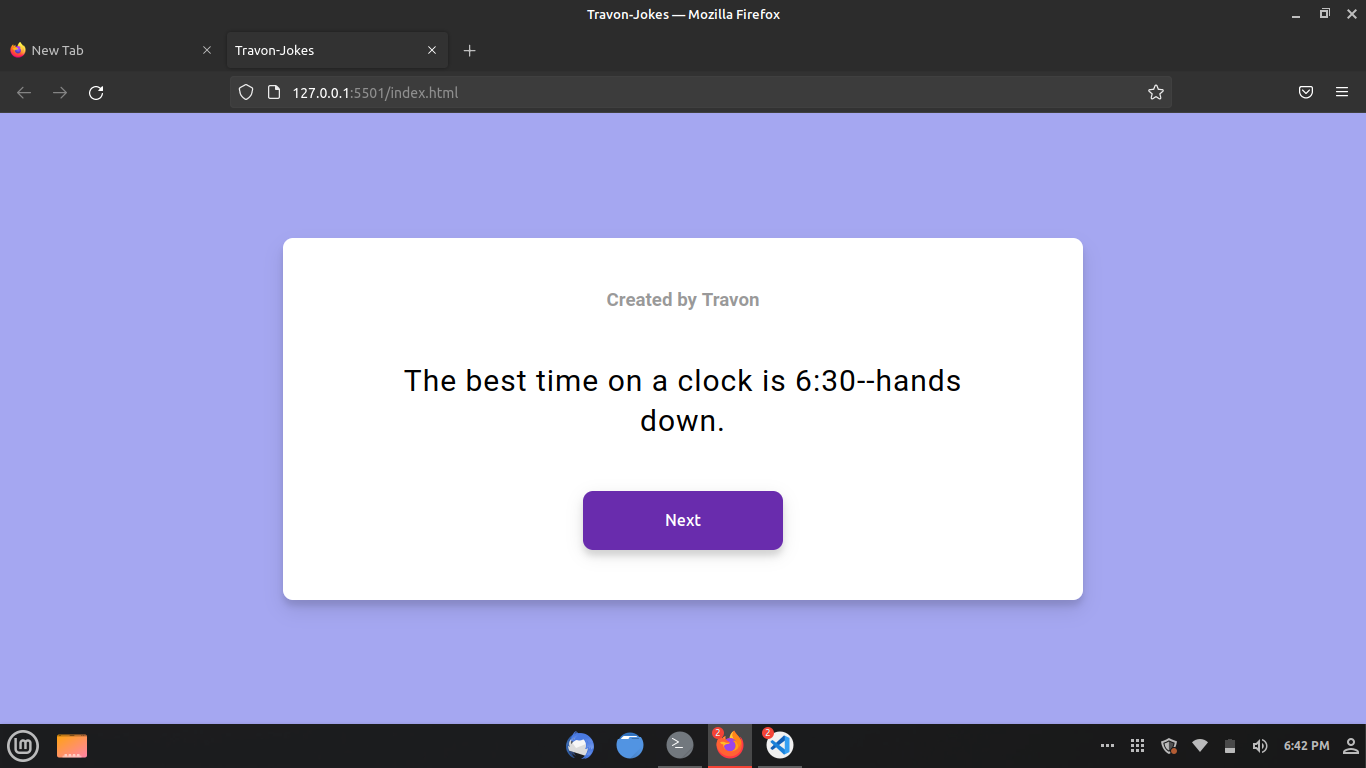 Travon-Jokes — Mozilla Firefox
New Tab
Travon-Jokes
127.0.0.1:5501/index.html
Created by Travon
The best time on a clock is 6:30--hands
down.
Next
2
2
6:42 PM